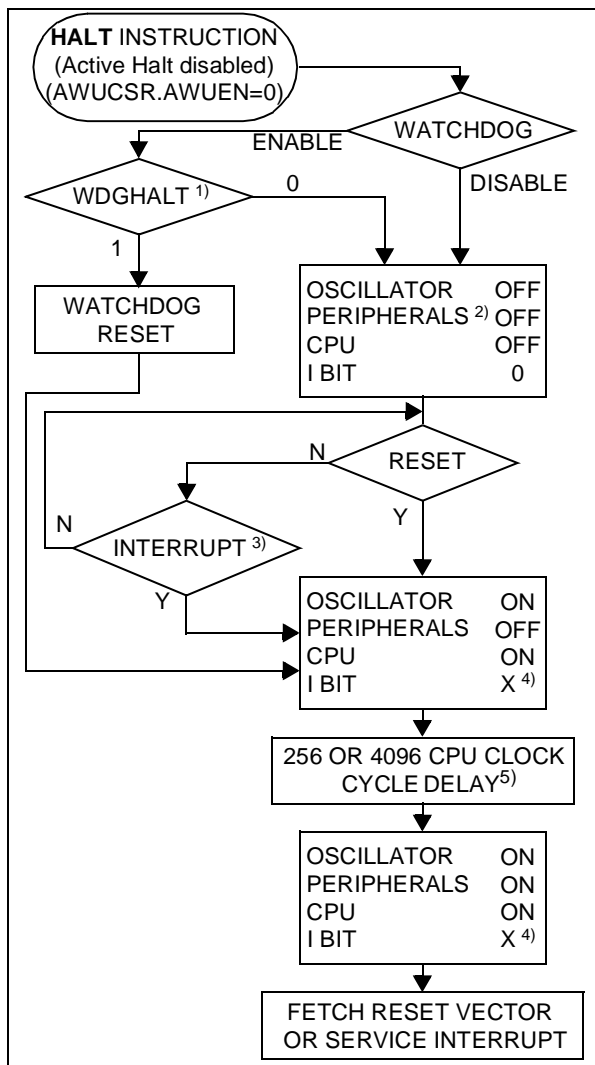 HALT INSTRUCTION
(Active Halt disabled)
(AWUCSR.AWUEN=0)
WATCHDOG
ENABLE
DISABLE
WDGHALT 1)
0
1
WATCHDOG
RESET
OSCILLATOR OFF
PERIPHERALS 2) OFF
CPU OFF
I BIT 0
RESET
N
Y
INTERRUPT 3)
N
Y
OSCILLATOR ON
PERIPHERALS OFF
CPU ON
I BIT X 4)
256 OR 4096 CPU CLOCK
CYCLE DELAY5)
OSCILLATOR ON
PERIPHERALS ON
CPU ON
I BIT X 4)
FETCH RESET VECTOR
OR SERVICE INTERRUPT